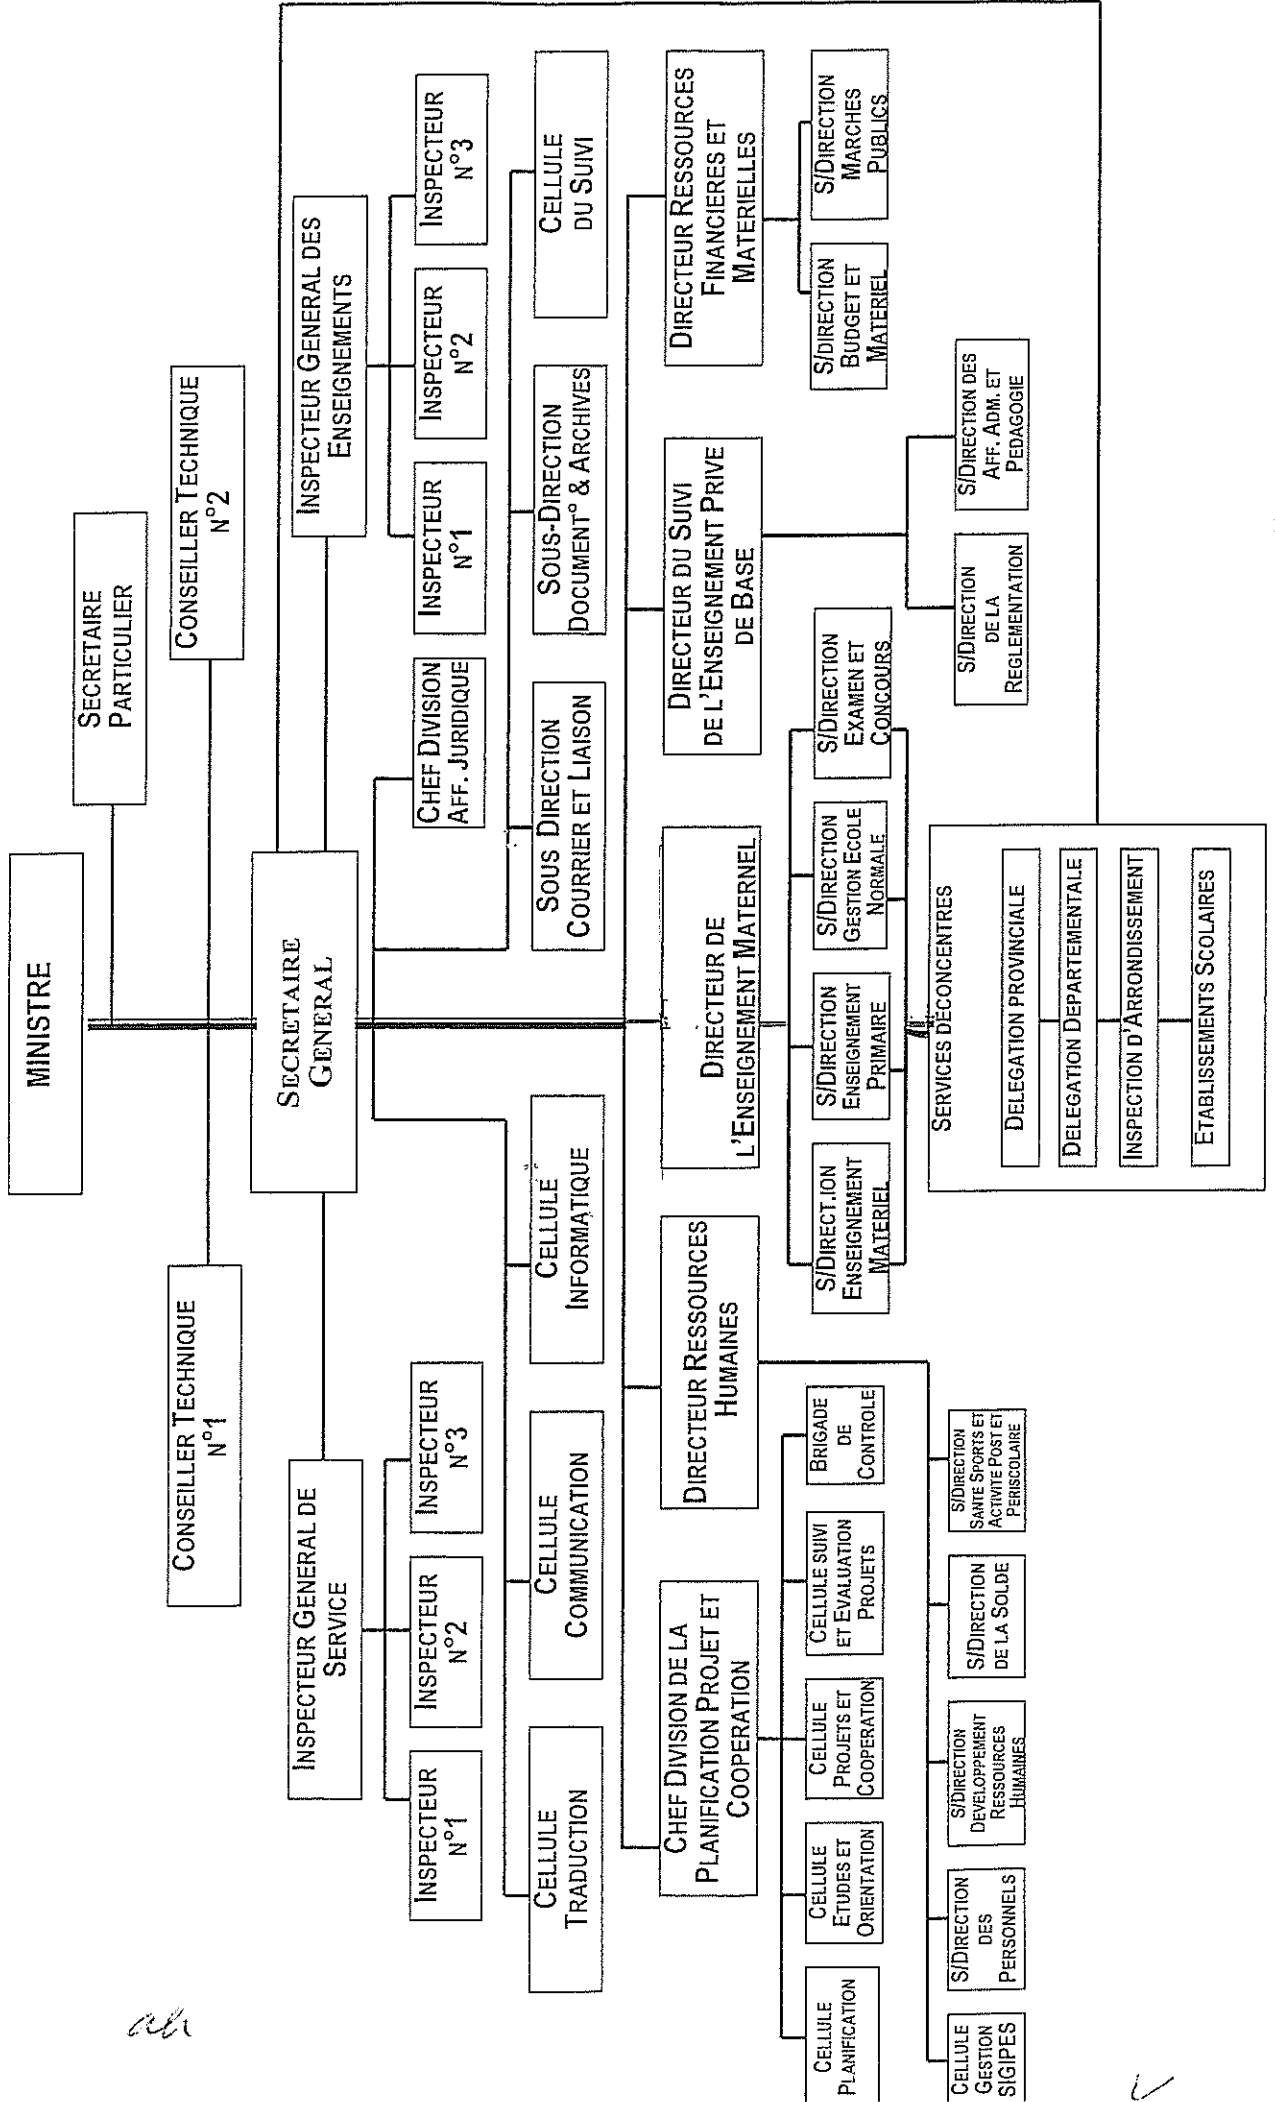 MINISTRE
SECRETAIRE
PARTICULIER
CONSEILLER TECHNIQUE
N°1
CONSEILLER TECHNIQUE
N°2
SECRETAIRE
GENERAL
INSPECTEUR GENERAL DE
SERVICE
INSPECTEUR GENERAL DES
ENSEIGNEMENTS
INSPECTEUR
N°1
INSPECTEUR
N°2
INSPECTEUR
N°3
CHEF DIVISION
AFF. JURIDIQUE
INSPECTEUR
N°1
INSPECTEUR
N°2
INSPECTEUR
N°3
CELLULE
TRADUCTION
CELLULE
COMMUNICATION
CELLULE
INFORMATIQUE
SOUS DIRECTION
COURRIER ET LIAISON
SOUS-DIRECTION
DOCUMENT° & ARCHIVES
CELLULE
DU SUIVI
CHEF DIVISION DE LA
PLANIFICATION PROJET ET
COOPERATION
DIRECTEUR RESSOURCES
HUMAINES
DIRECTEUR DE
L'ENSEIGNEMENT MATERNEL
DIRECTEUR DU SUIVI
DE L'ENSEIGNEMENT PRIVE
DE BASE
DIRECTEUR RESSOURCES
FINANCIERES ET
MATERIELLES
CELLULE
PLANIFICATION
CELLULE
ETUDES ET
ORIENTATION
CELLULE
PROJETS ET
COOPERATION
CELLULE SUIVI
ET EVALUATION
PROJETS
BRIGADE
DE
CONTROLE
S/DIRECT.ION
ENSEIGNEMENT
MATERIEL
S/DIRECTION
ENSEIGNEMENT
PRIMAIRE
S/DIRECTION
GESTION ECOLE
NORMALE
S/DIRECTION
EXAMEN ET
CONCOURS
S/DIRECTION
BUDGET ET
MATERIEL
S/DIRECTION
MARCHES
PUBLICS
CELLULE
GESTION
SIGIPES
S/DIRECTION
DES
PERSONNELS
S/DIRECTION
DEVELOPPEMENT
RESSOURCES
HUMAINES
S/DIRECTION
DE LA SOLDE
S/DIRECTION
SANTE SPORTS ET
ACTIVITE POST ET
PERISCOLAIRE
S/DIRECTION
DE LA
REGLEMENTATION
S/DIRECTION DES
AFF. ADM. ET
PEDAGOGIE
SERVICES DECONCENTRES
DELEGATION PROVINCIALE
DELEGATION DEPARTEMENTALE
INSPECTION D'ARRONDISSEMENT
ETABLISSEMENTS SCOLAIRES